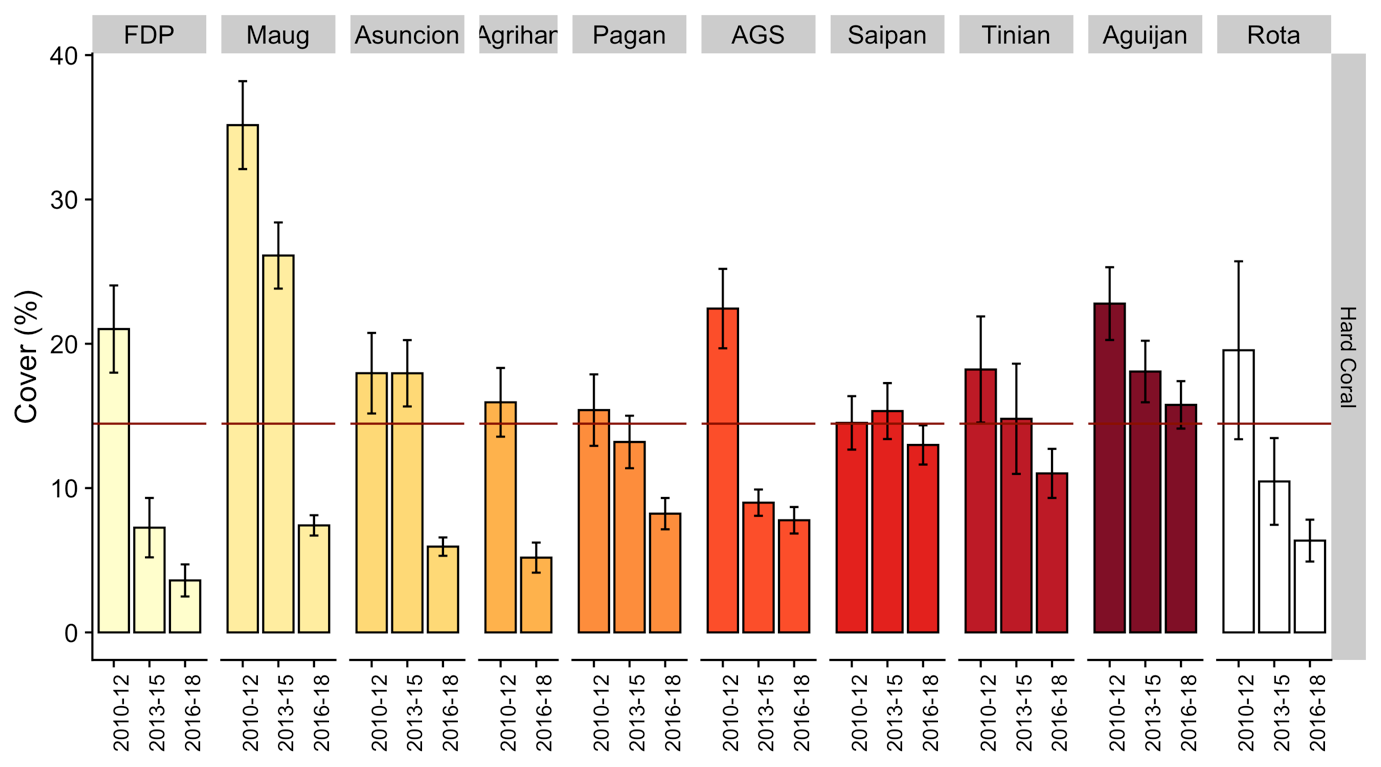 FDP Maug Asuncion Agrihan Pagan AGS Saipan Tinian Aguijan Rota
40
30
20
10
0
Cover (%)
Hard Coral
2010-12 2013-15 2016-18 2010-12 2013-15 2016-18 2010-12 2013-15 2016-18 2010-12 2016-18 2010-12 2013-15 2016-18 2010-12 2013-15 2016-18 2010-12 2013-15 2016-18 2010-12 2013-15 2016-18 2010-12 2013-15 2016-18 2010-12 2013-15 2016-18